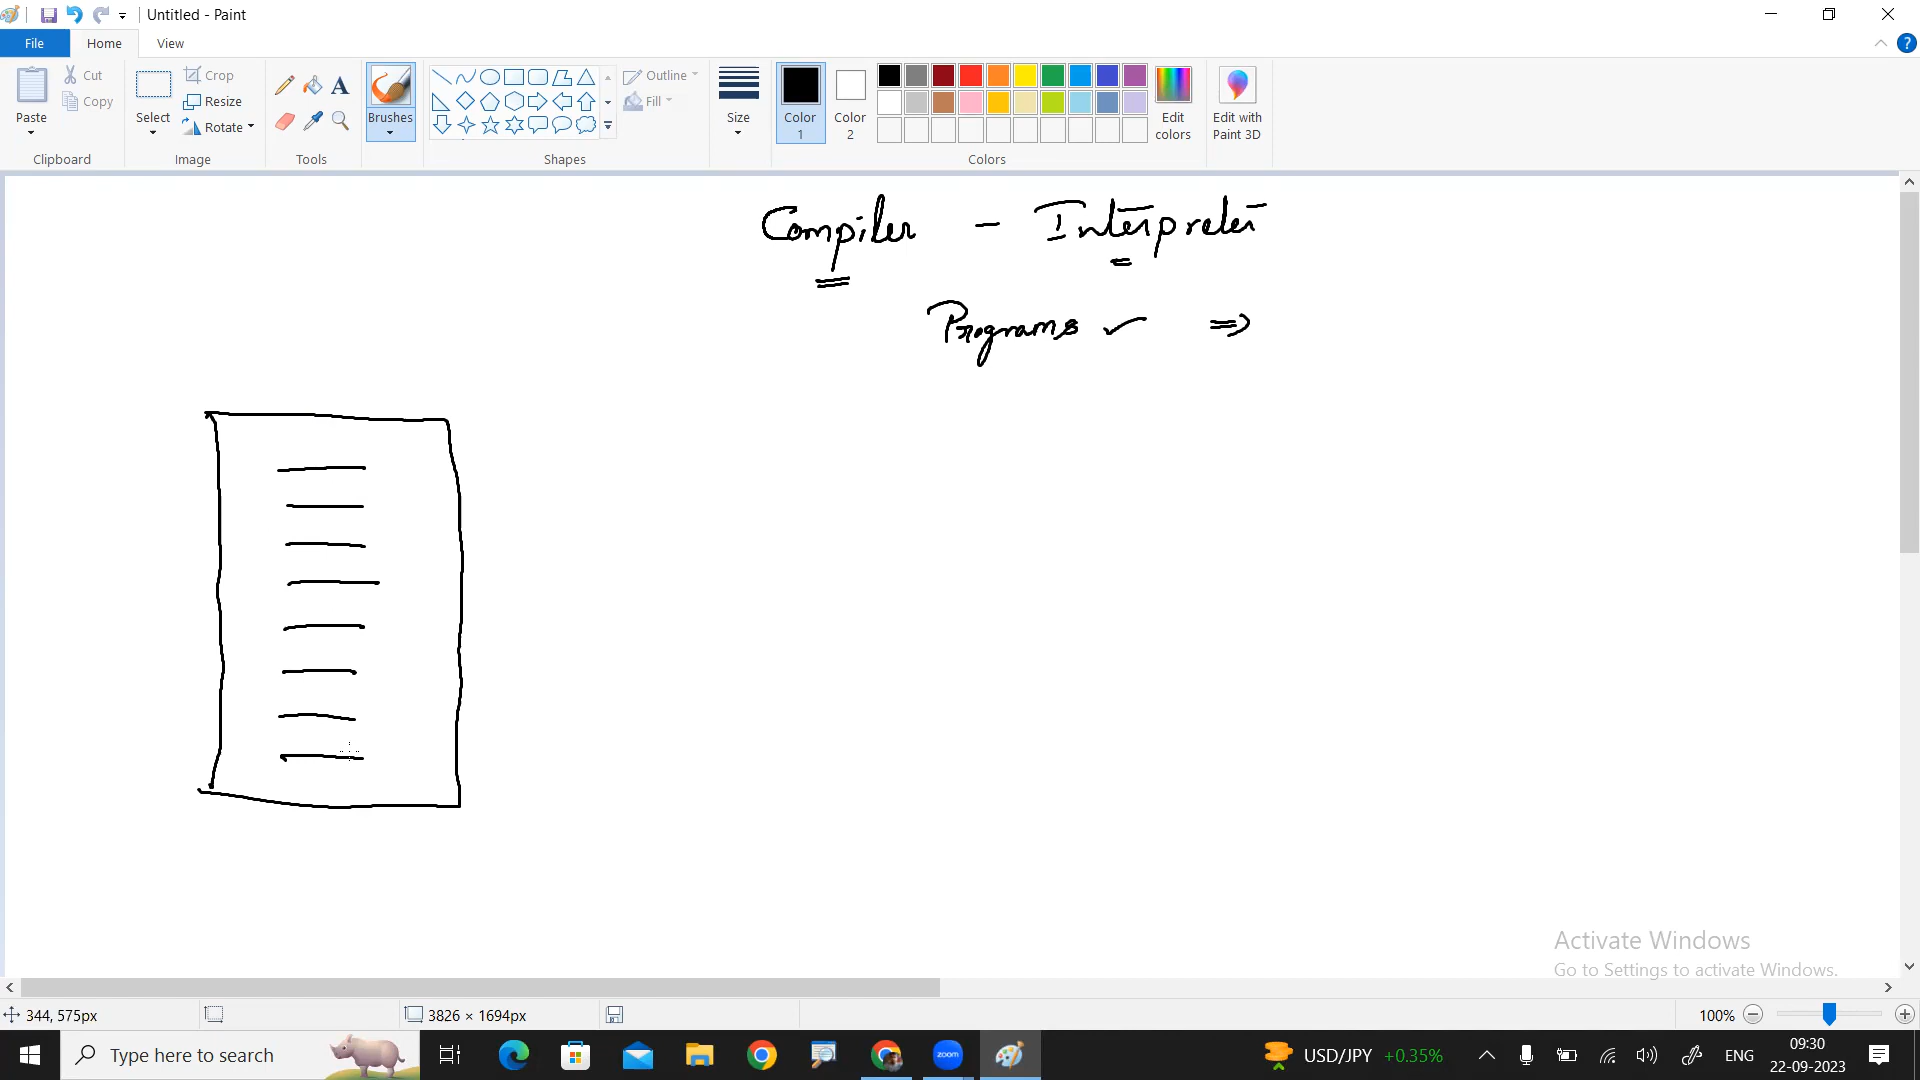 Untitled - Paint
File Home View
Cut
Crop
Outline
Copy
Resize
Fill
Paste
Select
Rotate
Brushes
Size
Color 1
Color 2
Edit colors
Edit with Paint 3D
Clipboard
Image
Tools
Shapes
Colors
Compiler - Interpreter
Programs ✓ ⇒
Activate Windows
Go to Settings to activate Windows.
344, 575px
3826 × 1694px
100%
Type here to search
zoom
USD/JPY +0.35%
ENG
09:30
22-09-2023